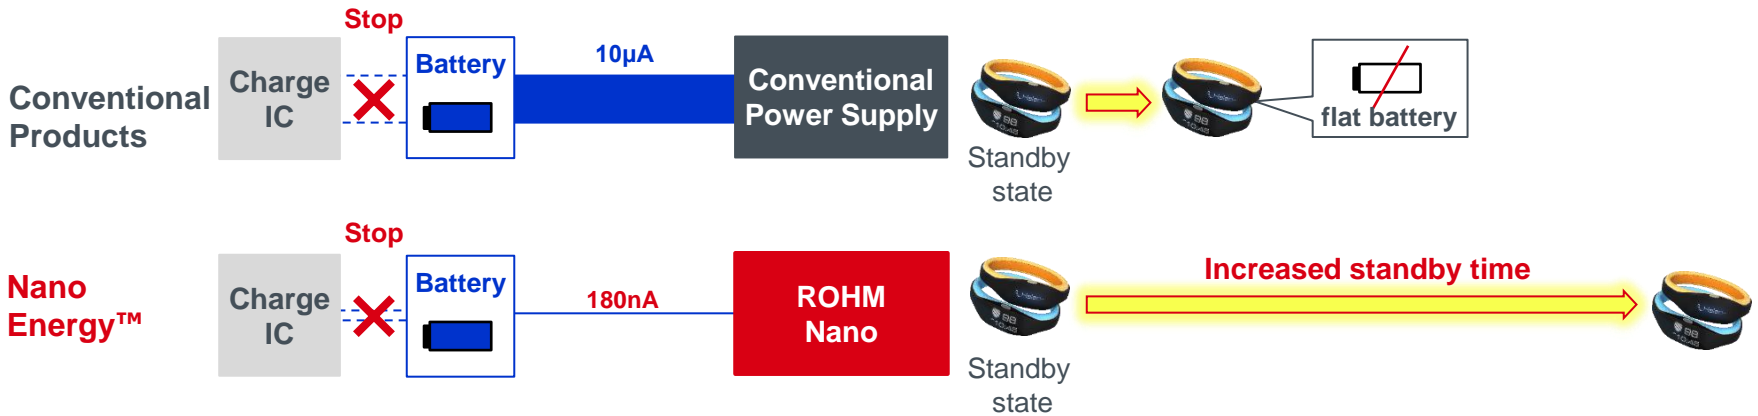 Stop
Conventional
Products
Charge
IC
Battery
10µA
Conventional
Power Supply
Standby
state
flat battery
Stop
Nano
Energy™
Charge
IC
Battery
180nA
ROHM
Nano
Standby
state
Increased standby time